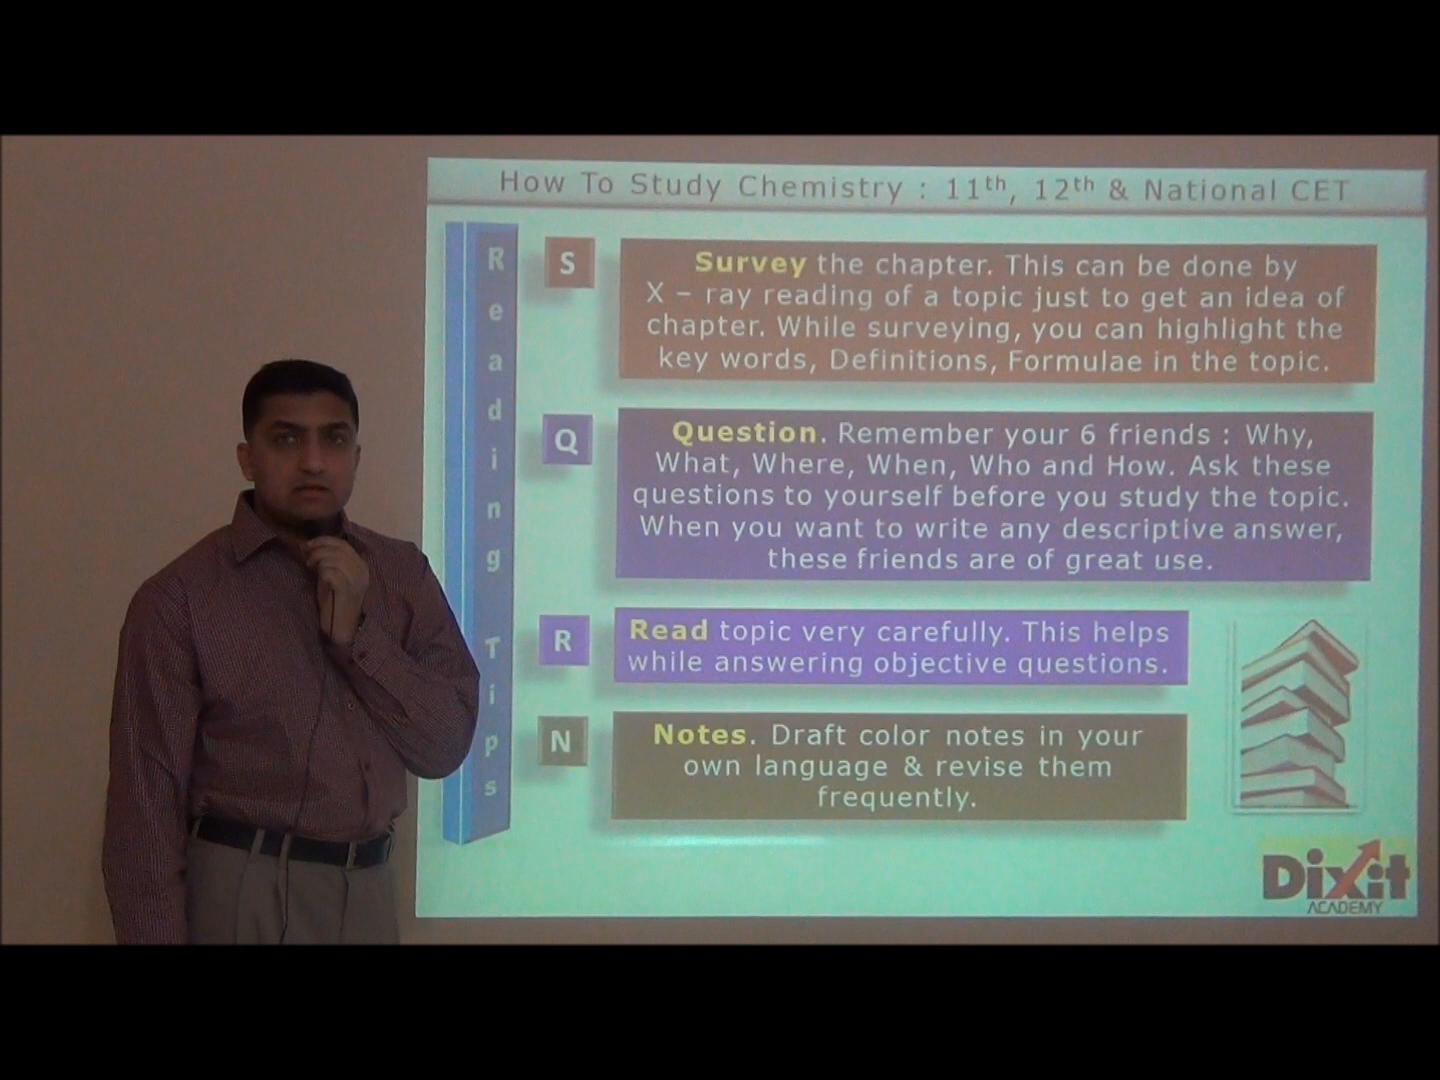 How To Study Chemistry : 11th, 12th & National CET
Reading Tips
S
Survey the chapter. This can be done by
X – ray reading of a topic just to get an idea of
chapter. While surveying, you can highlight the
key words, Definitions, Formulae in the topic.
Q
Question. Remember your 6 friends : Why,
What, Where, When, Who and How. Ask these
questions to yourself before you study the topic.
When you want to write any descriptive answer,
these friends are of great use.
R
Read topic very carefully. This helps
while answering objective questions.
N
Notes. Draft color notes in your
own language & revise them
frequently.
Dixit
ACADEMY